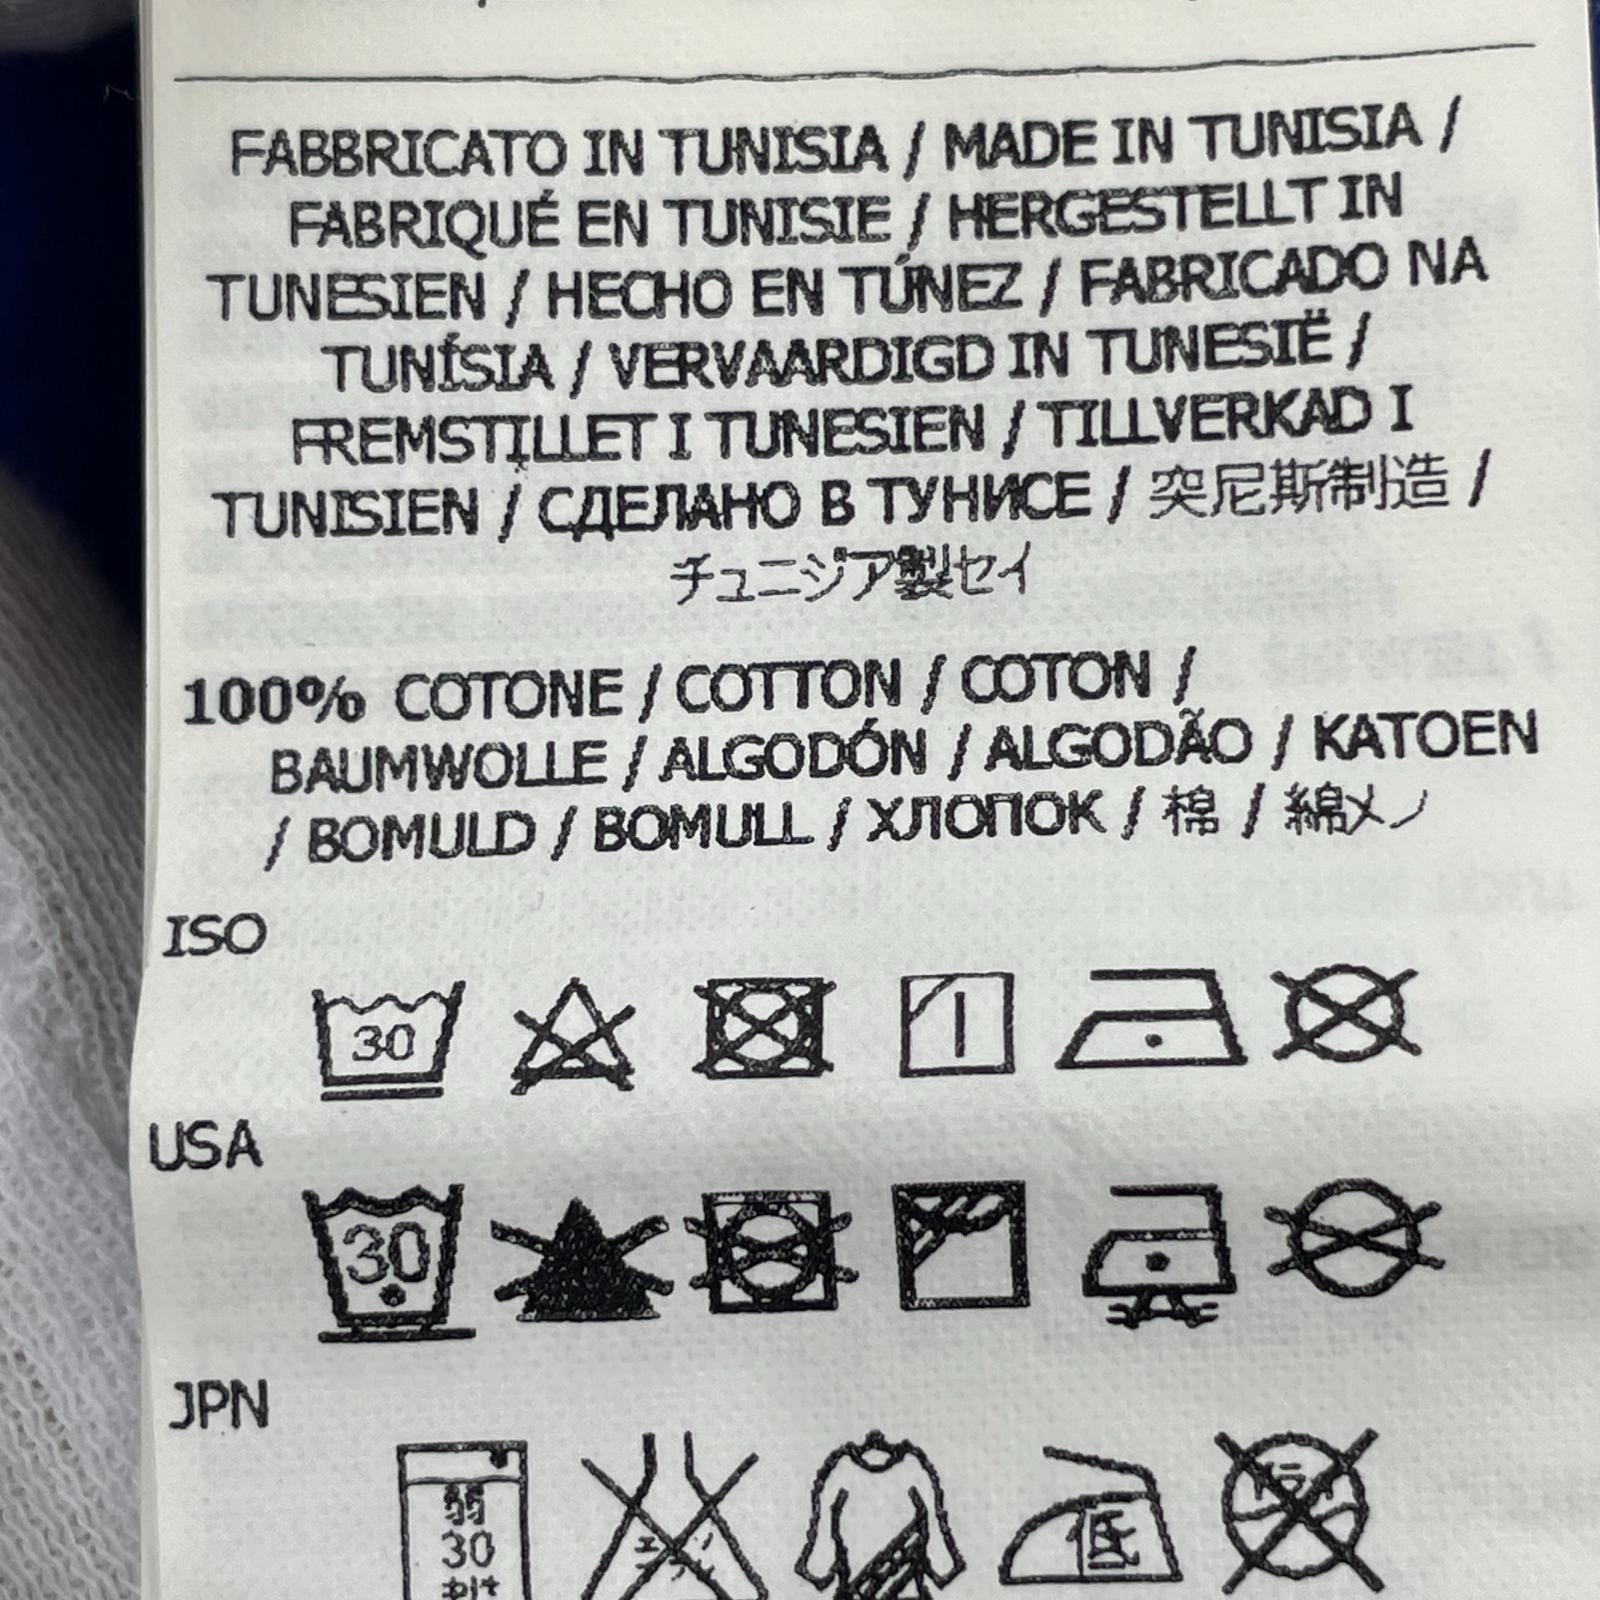 FABBRICATO IN TUNISIA / MADE IN TUNISIA /
FABRIQUÉ EN TUNISIE / HERGESTELLT IN
TUNESIEN / HECHO EN TÚNEZ / FABRICADO NA
TUNÍSIA / VERVAARDIGD IN TUNESIË /
FREMSTILLET I TUNESIEN / TILLVERKAD I
TUNISIEN / СДЕЛАНО В ТУНИСЕ / 突尼斯制造 /
チュニジア製セイ
100% COTONE / COTTON / COTON /
BAUMWOLLE / ALGODÓN / ALGODÃO / KATOEN
/ BOMULD / BOMULL / ХЛОПОК / 棉 / 綿メン
ISO
30
USA
30
JPN
弱
30
低